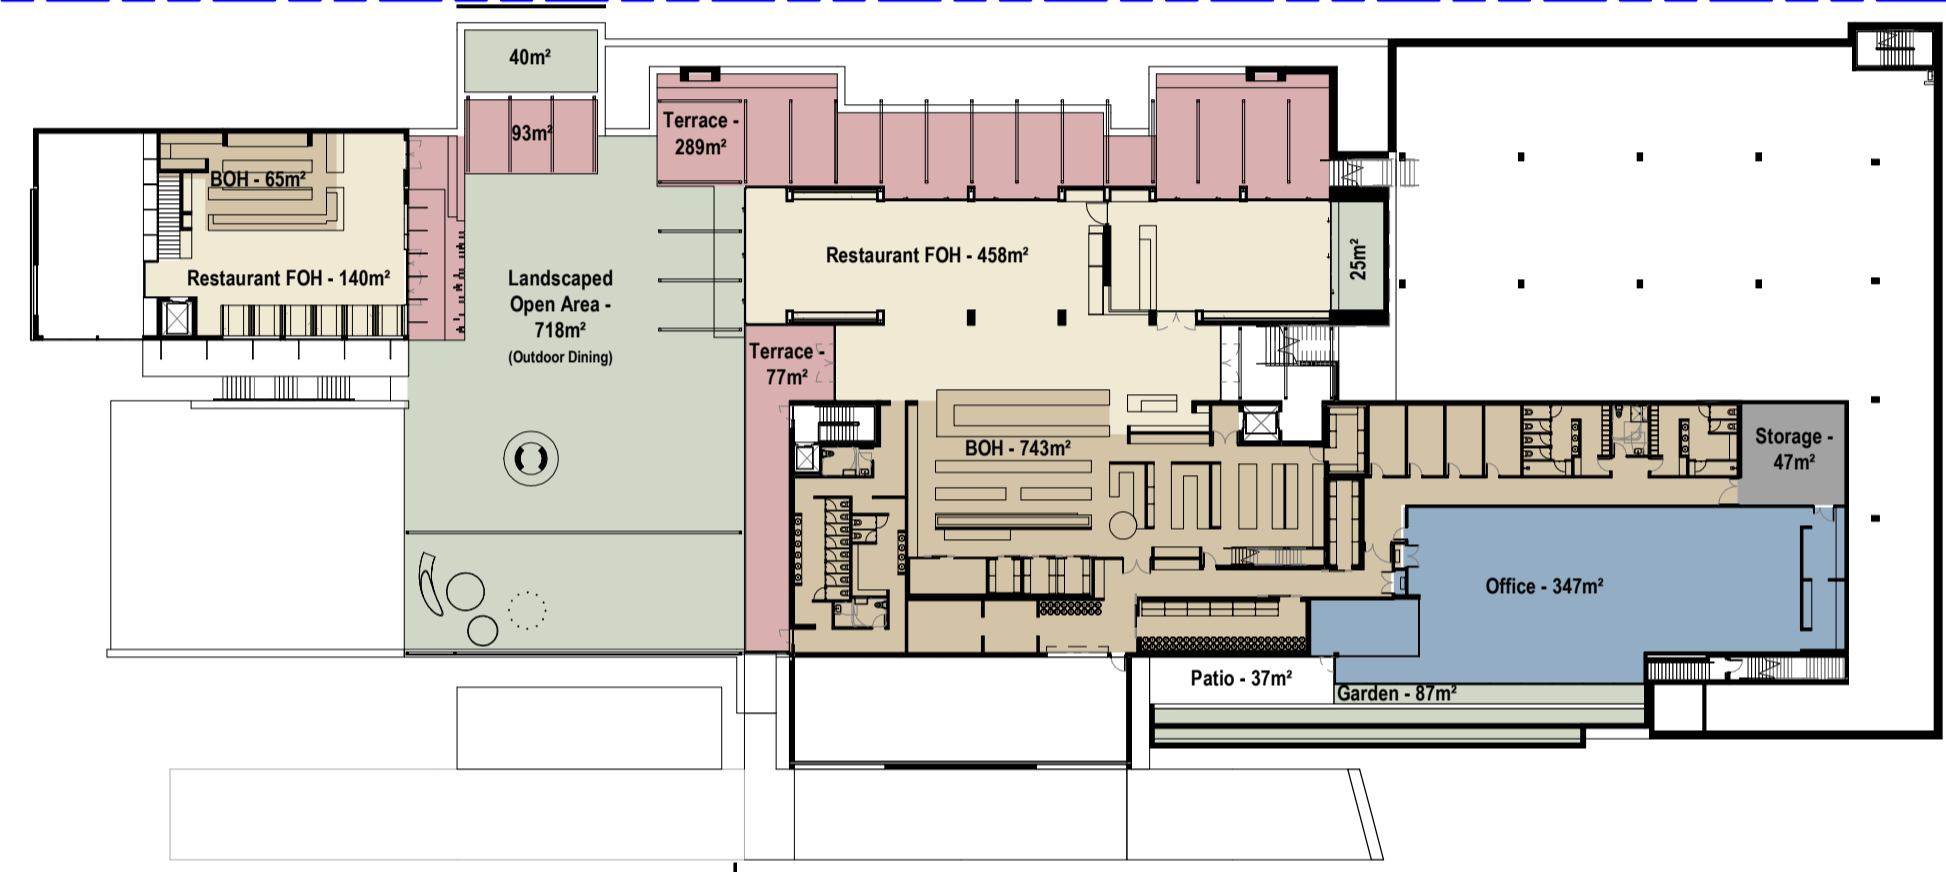 40m²
93m²
Terrace -
289m²
BOH - 65m²
Restaurant FOH - 140m²
Landscaped
Open Area -
718m²
(Outdoor Dining)
Restaurant FOH - 458m²
25m²
Terrace -
77m²
BOH - 743m²
Storage -
47m²
Office - 347m²
Patio - 37m²
Garden - 87m²